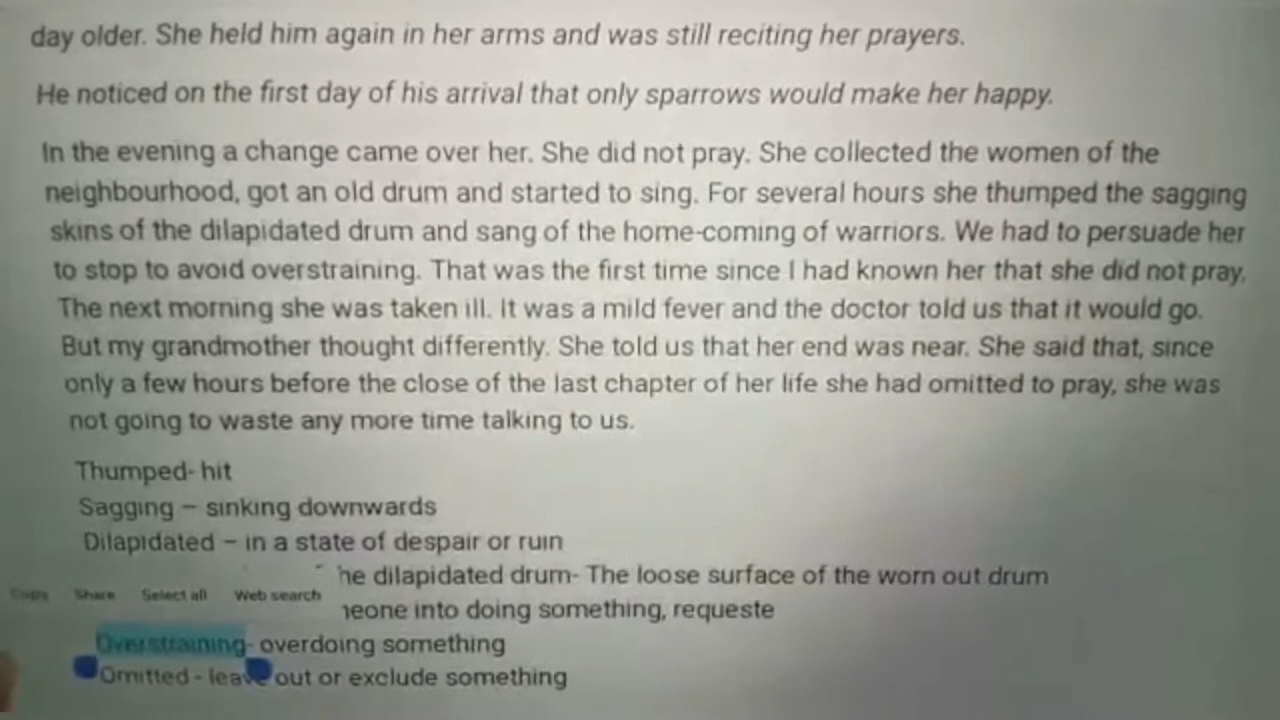 day older. She held him again in her arms and was still reciting her prayers.
He noticed on the first day of his arrival that only sparrows would make her happy.
In the evening a change came over her. She did not pray. She collected the women of the
neighbourhood, got an old drum and started to sing. For several hours she thumped the sagging
skins of the dilapidated drum and sang of the home-coming of warriors. We had to persuade her
to stop to avoid overstraining. That was the first time since I had known her that she did not pray.
The next morning she was taken ill. It was a mild fever and the doctor told us that it would go.
But my grandmother thought differently. She told us that her end was near. She said that, since
only a few hours before the close of the last chapter of her life she had omitted to pray, she was
not going to waste any more time talking to us.
Thumped- hit
Sagging – sinking downwards
Dilapidated – in a state of despair or ruin
he dilapidated drum- The loose surface of the worn out drum
Copy Share Select all Web search
neone into doing something, requeste
Overstraining- overdoing something
Omitted - leave out or exclude something